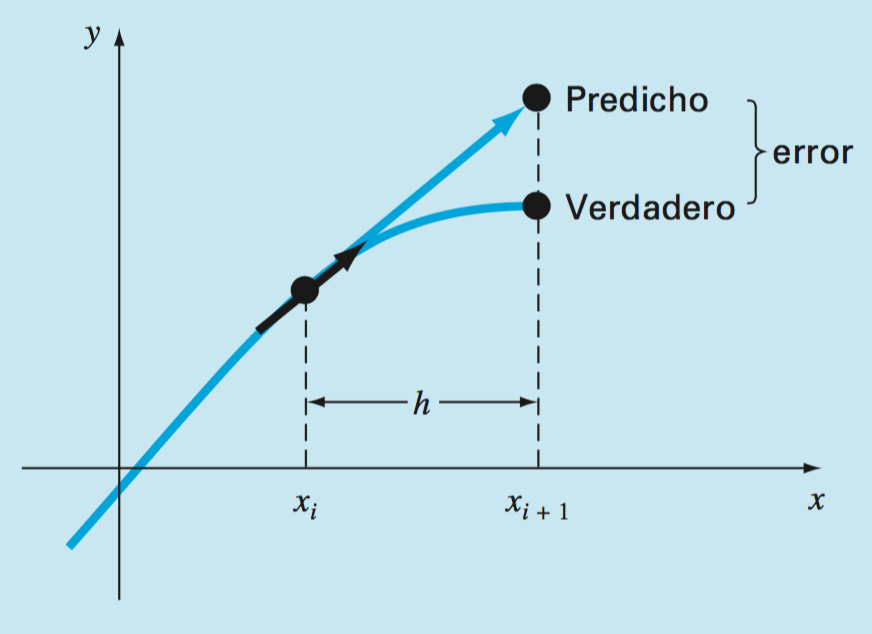 y
Predicho
error
Verdadero
h
xᵢ
xᵢ ₊ ₁
x